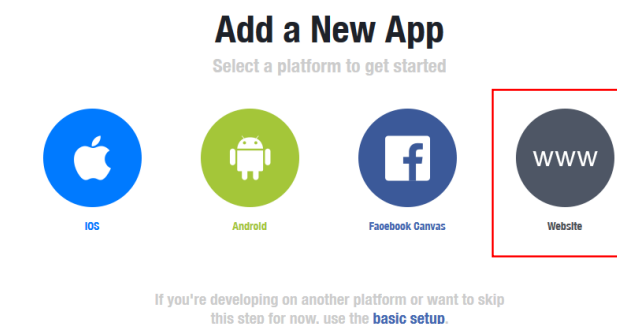 Add a New App
Select a platform to get started
www
iOS
Android
Facebook Canvas
Website
If you're developing on another platform or want to skip
this step for now, use the basic setup.